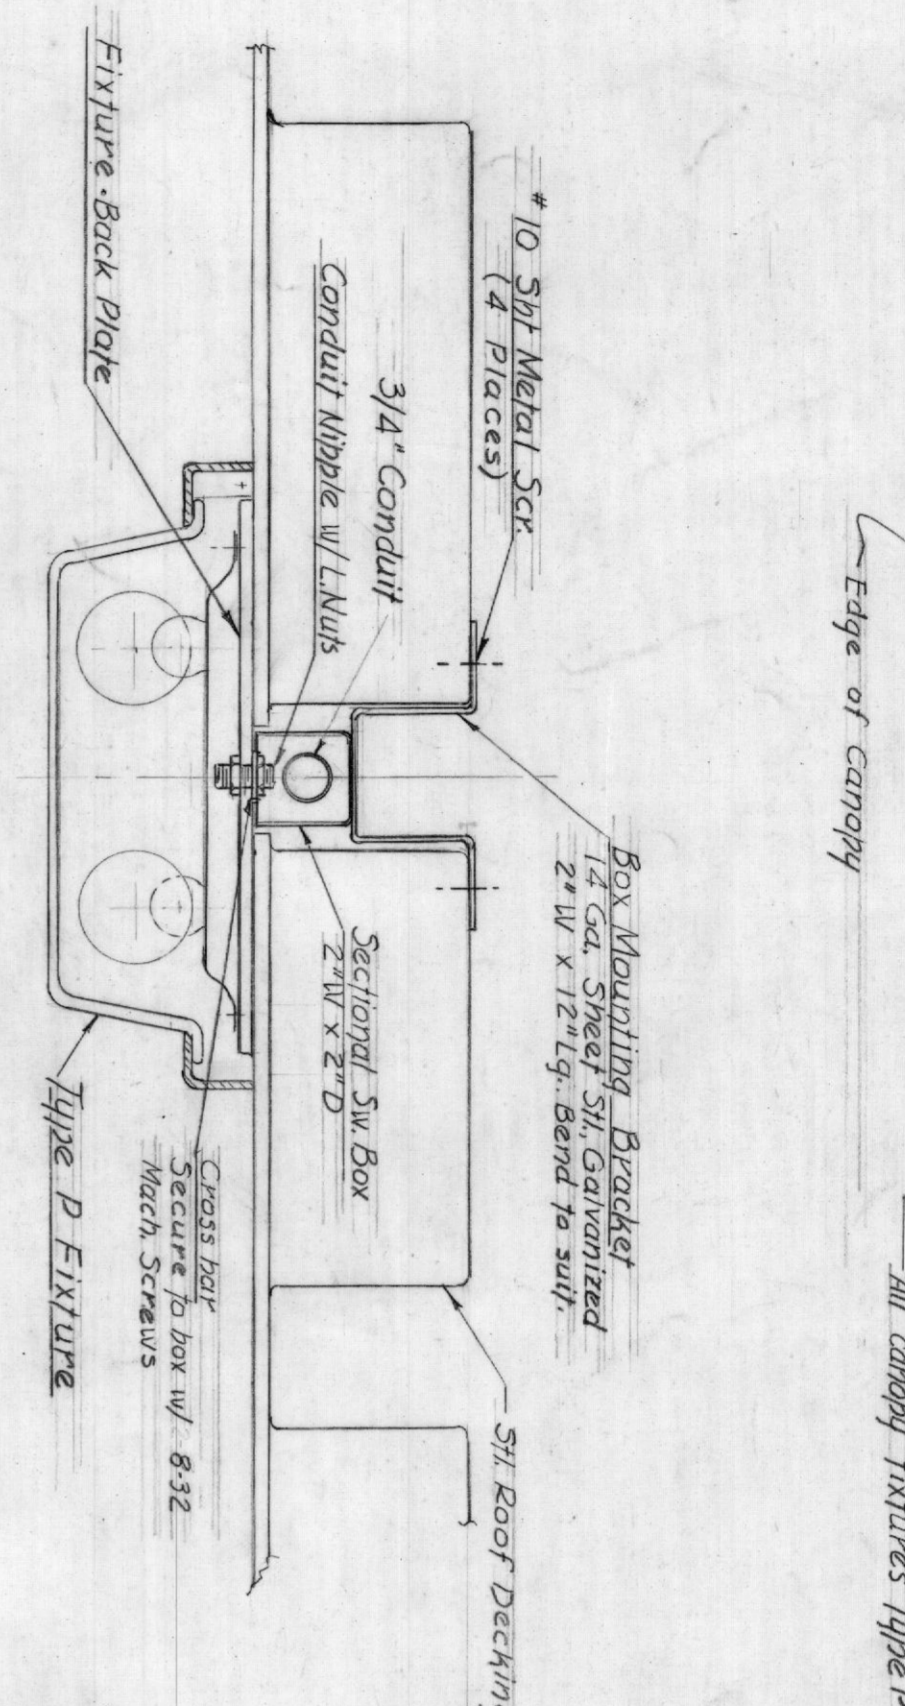 All canopy fixtures Type
Edge of Canopy
#10 Sht Metal Scr.
(4 Places)
Box Mounting Bracket
14 Ga. Sheet Stl., Galvanized
2"W x 12"Lg. Bend to suit.
Stl. Roof Decking
3/4" Conduit
Conduit Nipple w/L.Nuts
Sectional Sw. Box
2"W x 2"D
Fixture Back Plate
Cross bar
Secure to box w/ 8-32
Mach. Screws
Type P Fixture